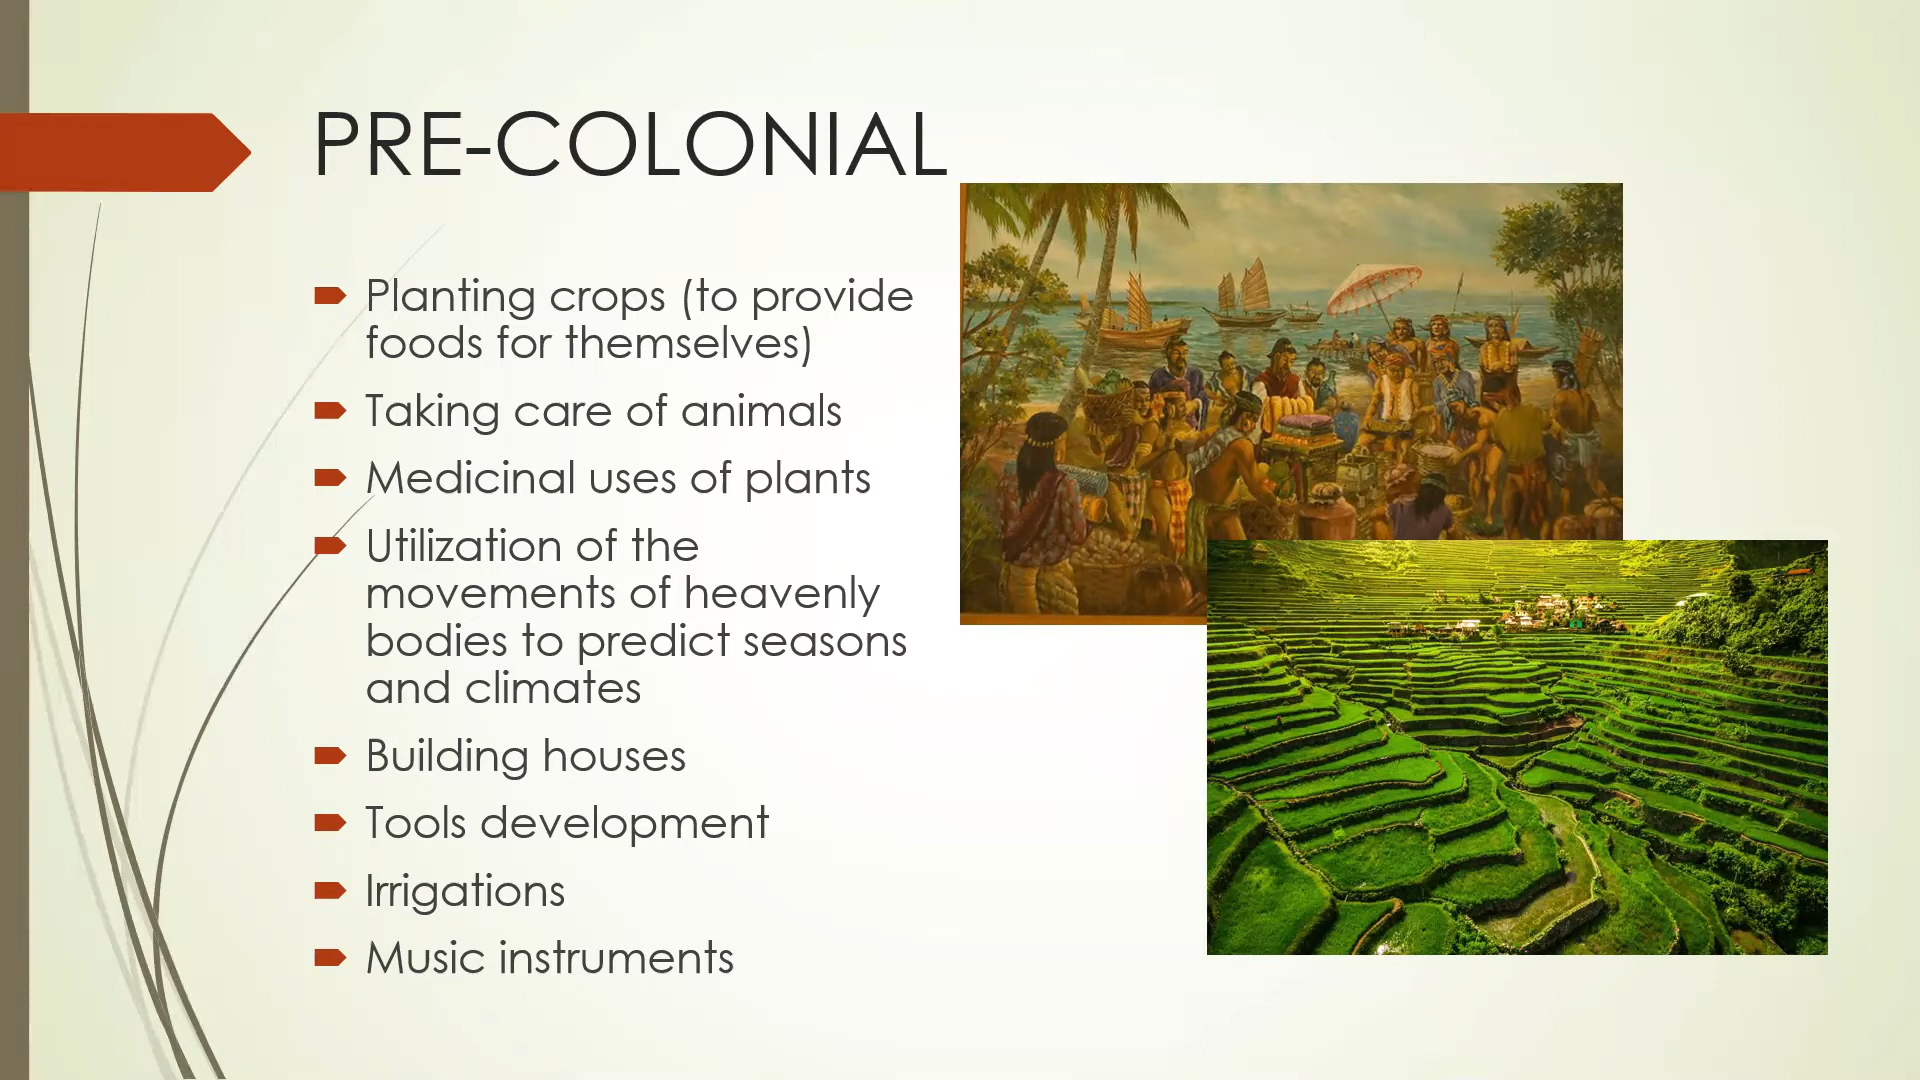 PRE-COLONIAL
Planting crops (to provide
foods for themselves)
Taking care of animals
Medicinal uses of plants
Utilization of the
movements of heavenly
bodies to predict seasons
and climates
Building houses
Tools development
Irrigations
Music instruments